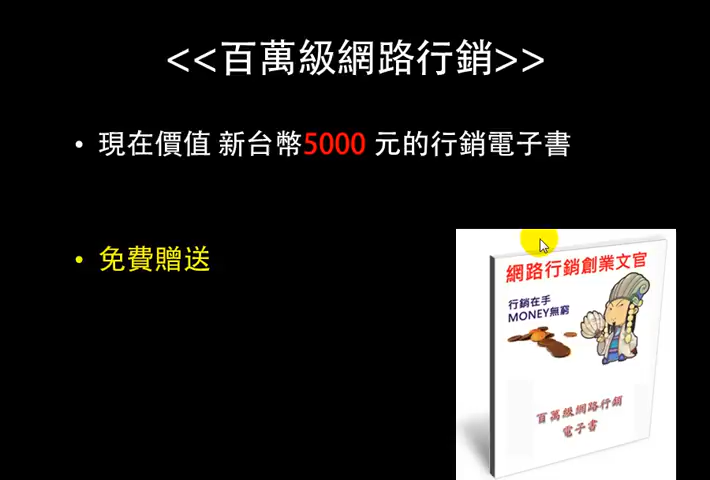 <<百萬級網路行銷>>
• 現在價值 新台幣5000 元的行銷電子書
• 免費贈送
網路行銷創業文官
行銷在手
MONEY無窮
百萬級網路行銷
電子書